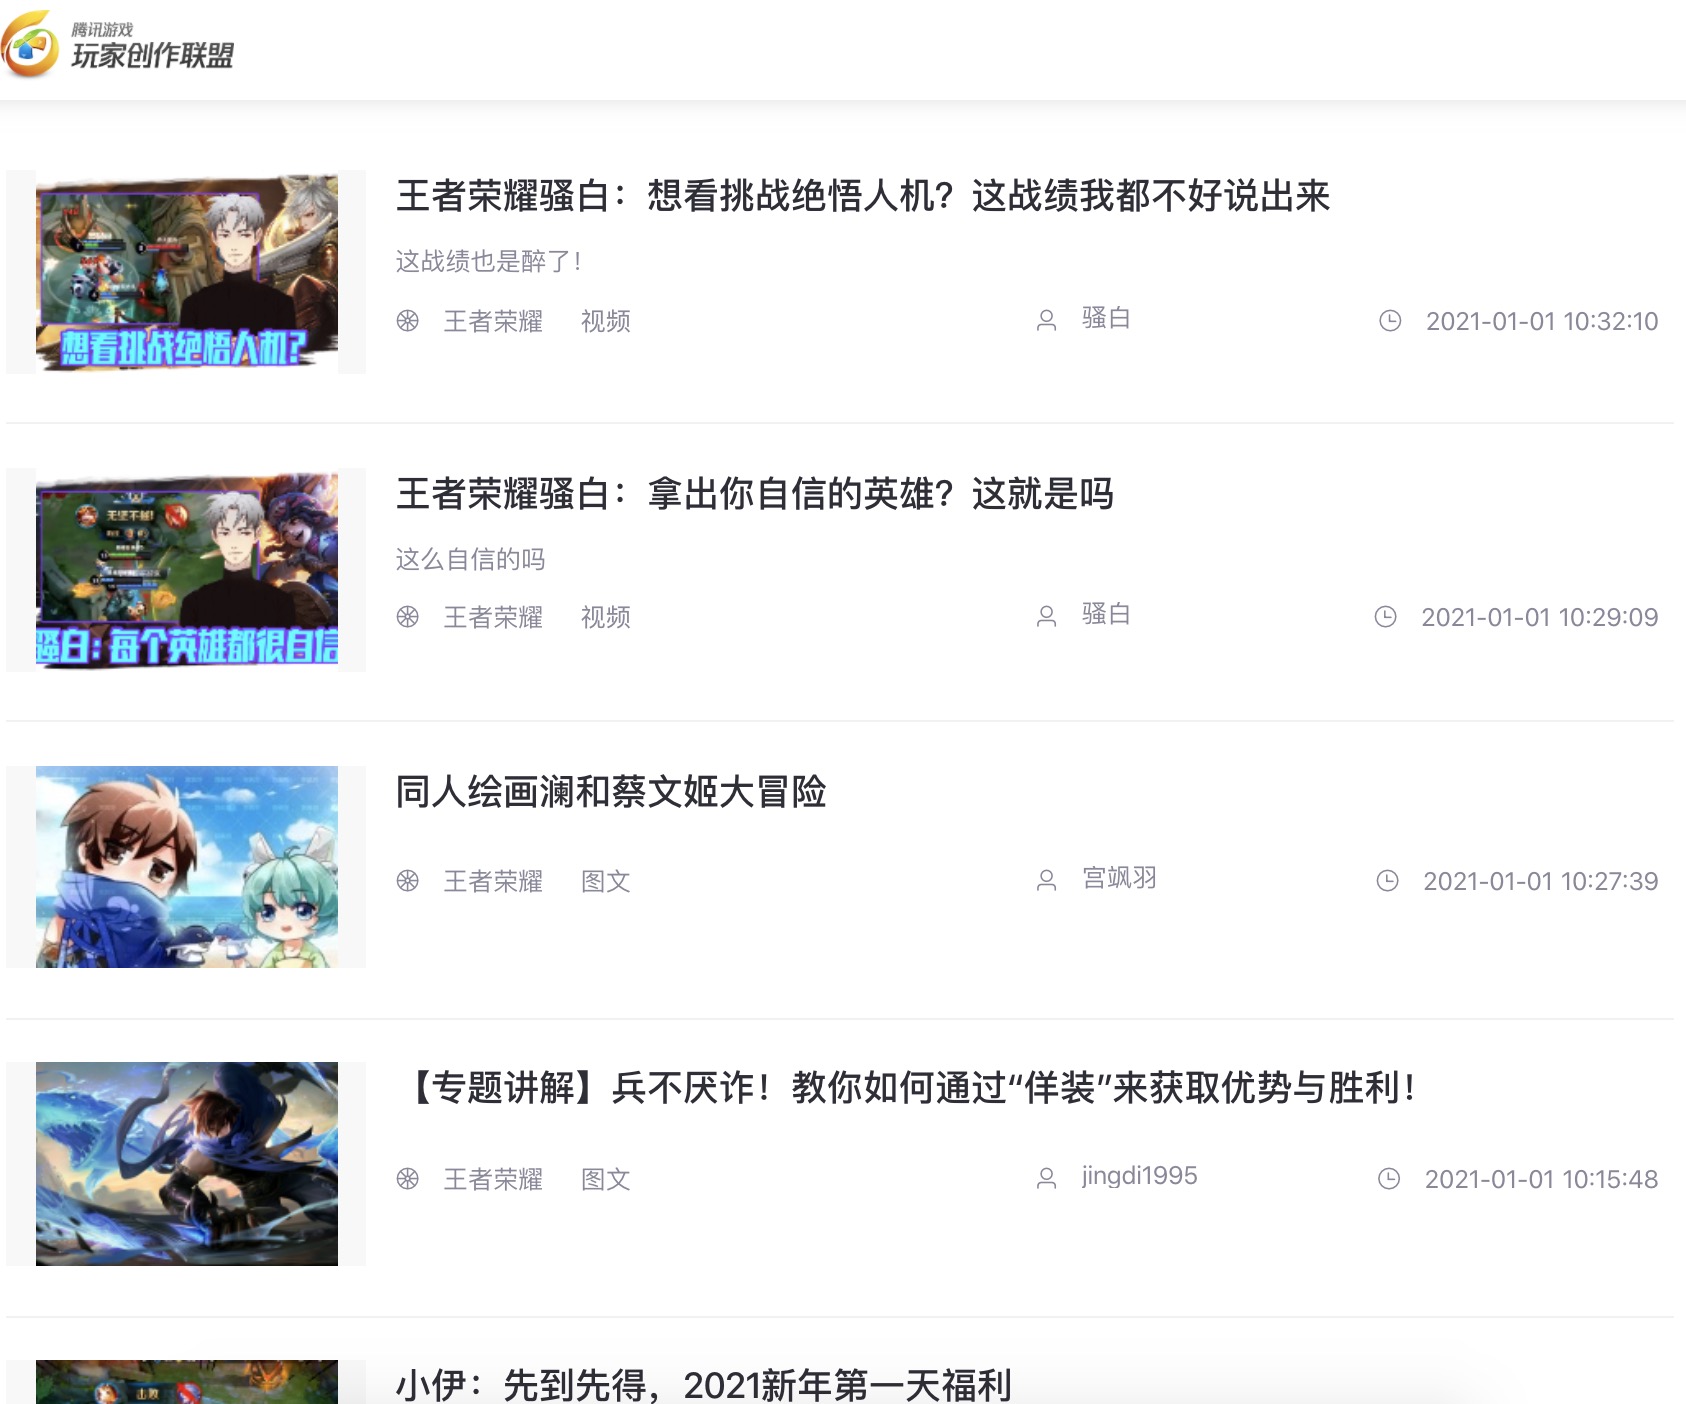 腾讯游戏
玩家创作联盟
王者荣耀骚白：想看挑战绝悟人机？这战绩我都不好说出来
这战绩也是醉了！
王者荣耀 视频 骚白 2021-01-01 10:32:10
想看挑战绝悟人机?
王者荣耀骚白：拿出你自信的英雄？这就是吗
无坚不摧!
这么自信的吗
王者荣耀 视频 骚白 2021-01-01 10:29:09
骚白:每个英雄都很自信
同人绘画澜和蔡文姬大冒险
王者荣耀 图文 宫飒羽 2021-01-01 10:27:39
【专题讲解】兵不厌诈！教你如何通过“佯装”来获取优势与胜利！
王者荣耀 图文 jingdi1995 2021-01-01 10:15:48
小伊：先到先得，2021新年第一天福利
击败